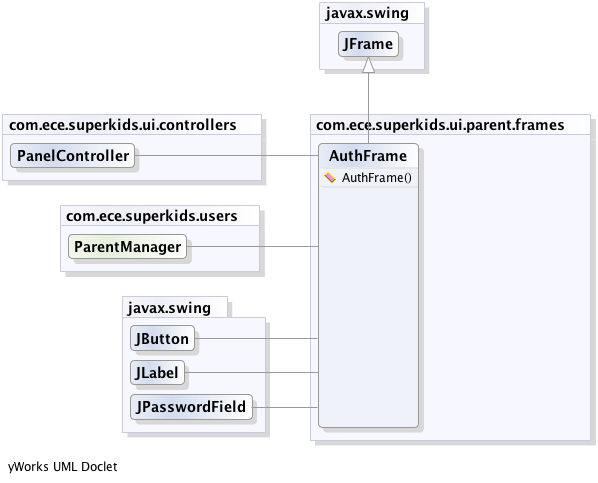 javax.swing
JFrame
com.ece.superkids.ui.controllers
PanelController
com.ece.superkids.ui.parent.frames
AuthFrame
AuthFrame()
com.ece.superkids.users
ParentManager
javax.swing
JButton
JLabel
JPasswordField
yWorks UML Doclet